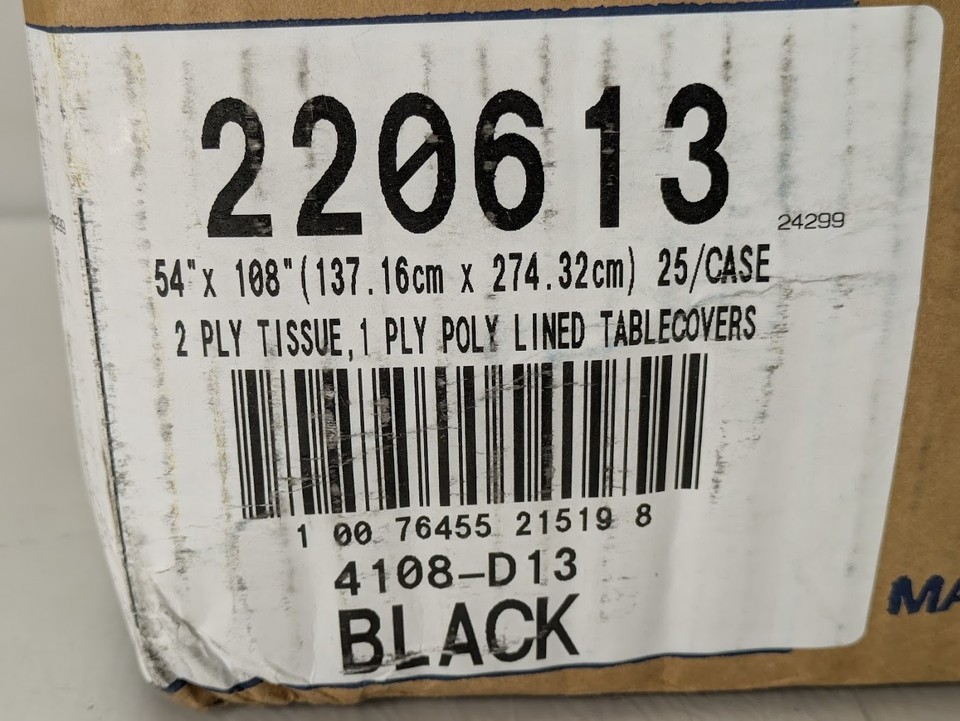 220613
24299
54"x 108"(137.16cm x 274.32cm) 25/CASE
2 PLY TISSUE,1 PLY POLY LINED TABLECOVERS
1 00 76455 21519 8
4108-D13
BLACK